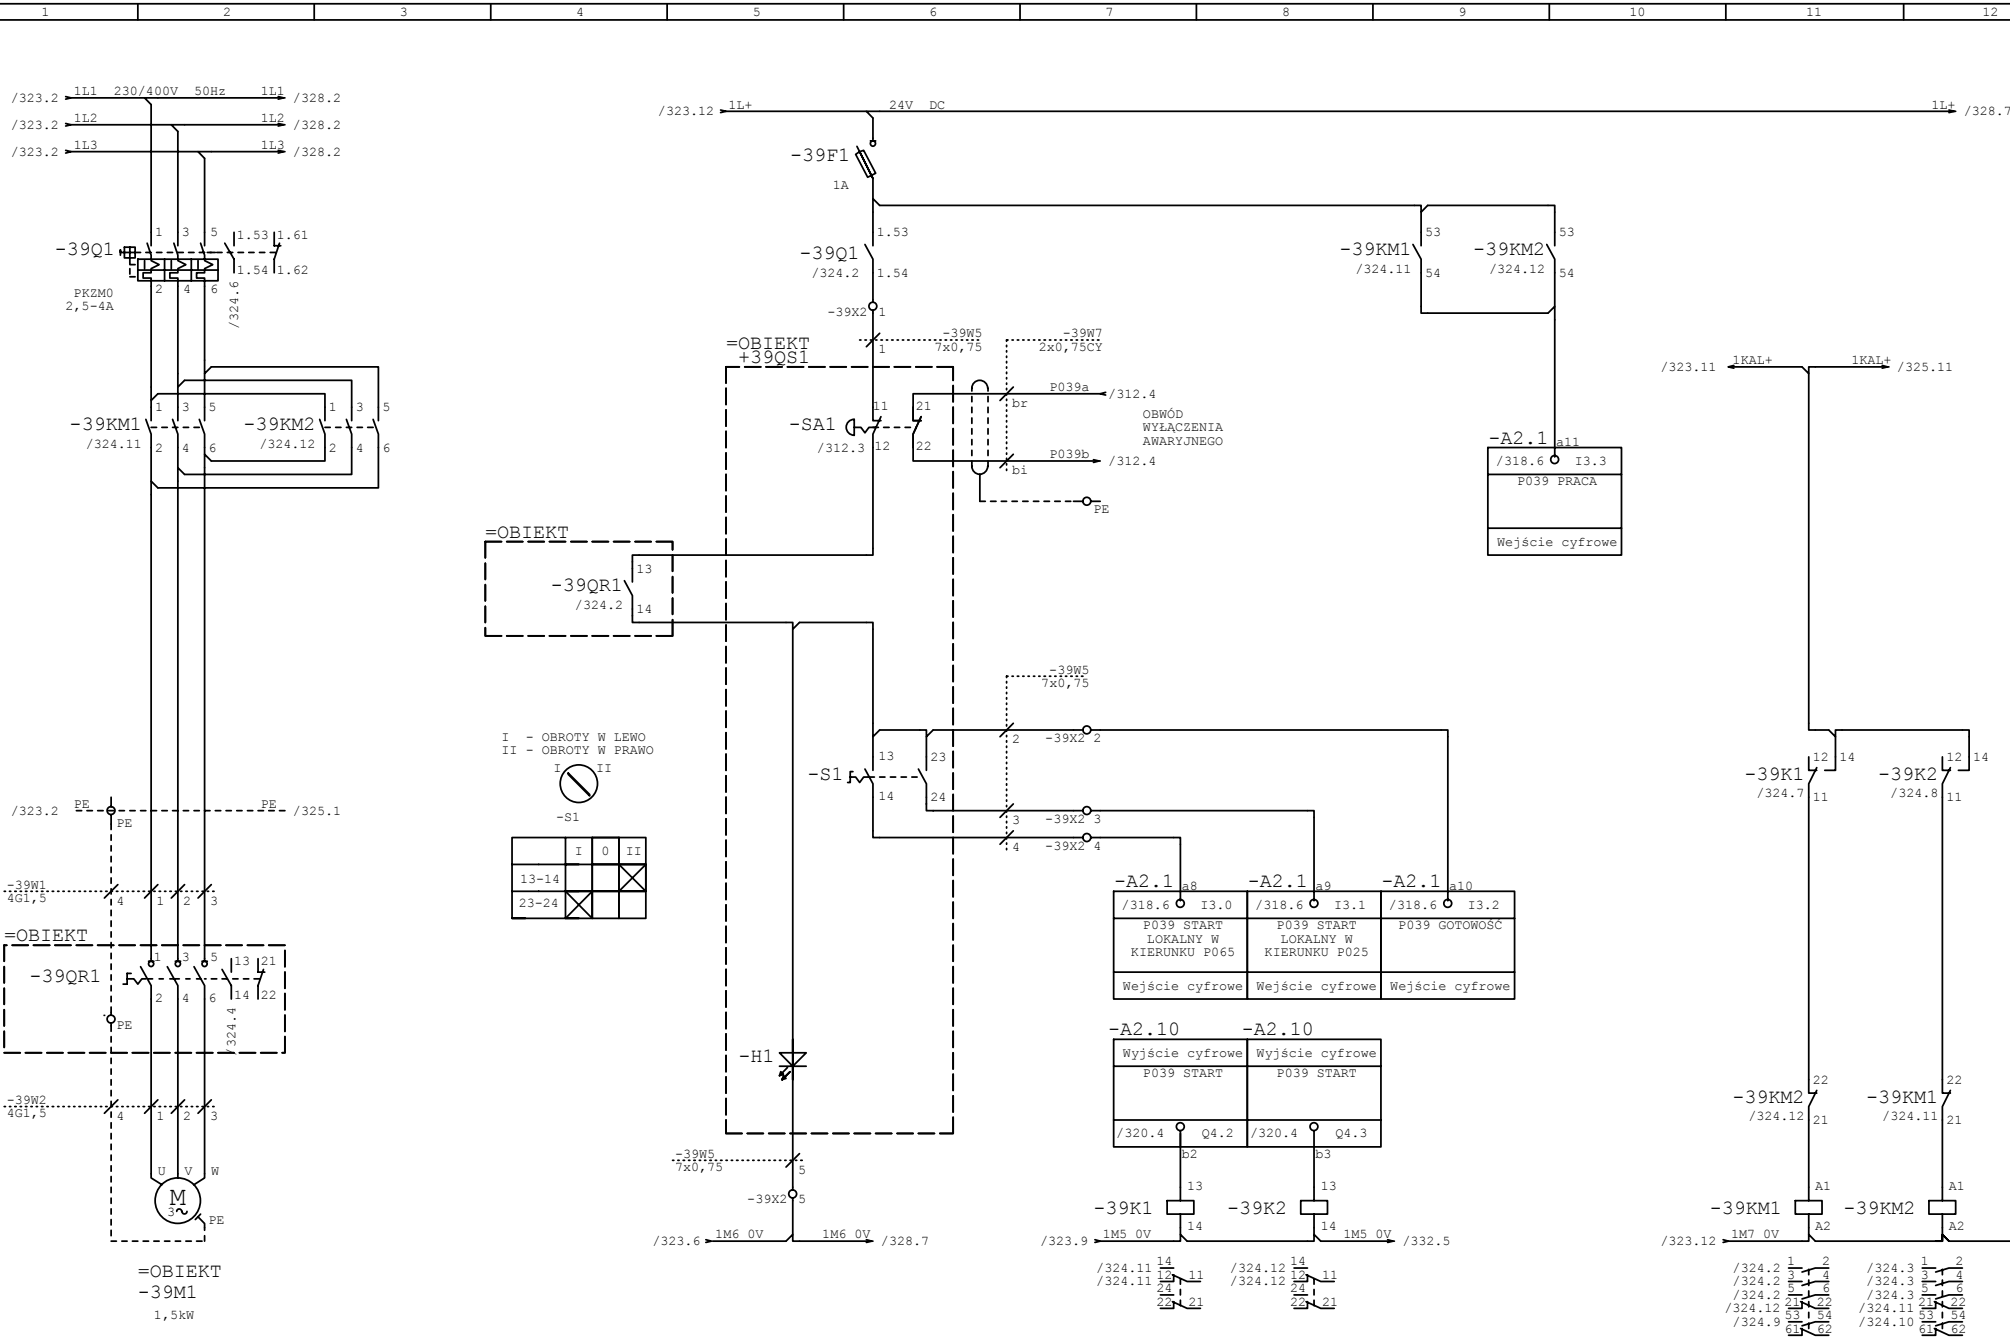 1 2 3 4 5 6 7 8 9 10 11 12
/323.2 1L1 230/400V 50Hz 1L1 /328.2
/323.2 1L2 1L2 /328.2
/323.2 1L3 1L3 /328.2
-39Q1
1 3 5 1.53 1.61
2 4 6 1.54 1.62
PKZM0
2,5-4A
/324.6
-39KM1
/324.11
1 3 5
2 4 6
-39KM2
/324.12
1 3 5
2 4 6
/323.2 PE PE /325.1
PE
-39W1
4G1,5
4 1 2 3
=OBIEKT
-39QR1
1 3 5 13 21
2 4 6 14 22
PE
/324.4
-39W2
4G1,5
4 1 2 3
U V W
M
3~
PE
=OBIEKT
-39M1
1,5kW
=OBIEKT
-39QR1
/324.2
13
14
I - OBROTY W LEWO
II - OBROTY W PRAWO
I II
-S1
I 0 II
13-14
23-24
/323.12 1L+ 24V DC 1L+ /328.7
-39F1
1A
-39Q1
/324.2
1.53
1.54
-39X2 1
-39W5
7x0,75
1
-39W7
2x0,75CY
=OBIEKT
+39QS1
-SA1
/312.3
11 21
12 22
br P039a /312.4
OBWÓD
WYŁĄCZENIA
AWARYJNEGO
bi P039b /312.4
PE
-39W5
7x0,75
2 -39X2 2
-S1
13 23
14 24
3 -39X2 3
4 -39X2 4
-H1
-39W5
7x0,75
5
-39X2 5
/323.6 1M6 0V 1M6 0V /328.7
-A2.1 a8 -A2.1 a9 -A2.1 a10
/318.6 I3.0 /318.6 I3.1 /318.6 I3.2
P039 START
LOKALNY W
KIERUNKU P065
P039 START
LOKALNY W
KIERUNKU P025
P039 GOTOWOŚĆ
Wejście cyfrowe Wejście cyfrowe Wejście cyfrowe
-A2.10 -A2.10
Wyjście cyfrowe Wyjście cyfrowe
P039 START P039 START
/320.4 Q4.2 /320.4 Q4.3
b2 b3
-39K1 13 14
-39K2 13 14
/323.9 1M5 0V 1M5 0V /332.5
/324.11 14
/324.11 12 11
24
22 21
/324.12 14
/324.12 12 11
24
22 21
-39KM1
/324.11
53
54
-39KM2
/324.12
53
54
-A2.1 a11
/318.6 I3.3
P039 PRACA
Wejście cyfrowe
/323.11 1KAL+ 1KAL+ /325.11
-39K1
/324.7
12 14
11
-39K2
/324.8
12 14
11
-39KM2
/324.12
22
21
-39KM1
/324.11
22
21
-39KM1 A1 A2
-39KM2 A1 A2
/323.12 1M7 0V
/324.2 1 2
/324.2 3 4
/324.2 5 6
/324.12 21 22
/324.9 53 54
61 62
/324.3 1 2
/324.3 3 4
/324.3 5 6
/324.11 21 22
/324.10 53 54
61 62